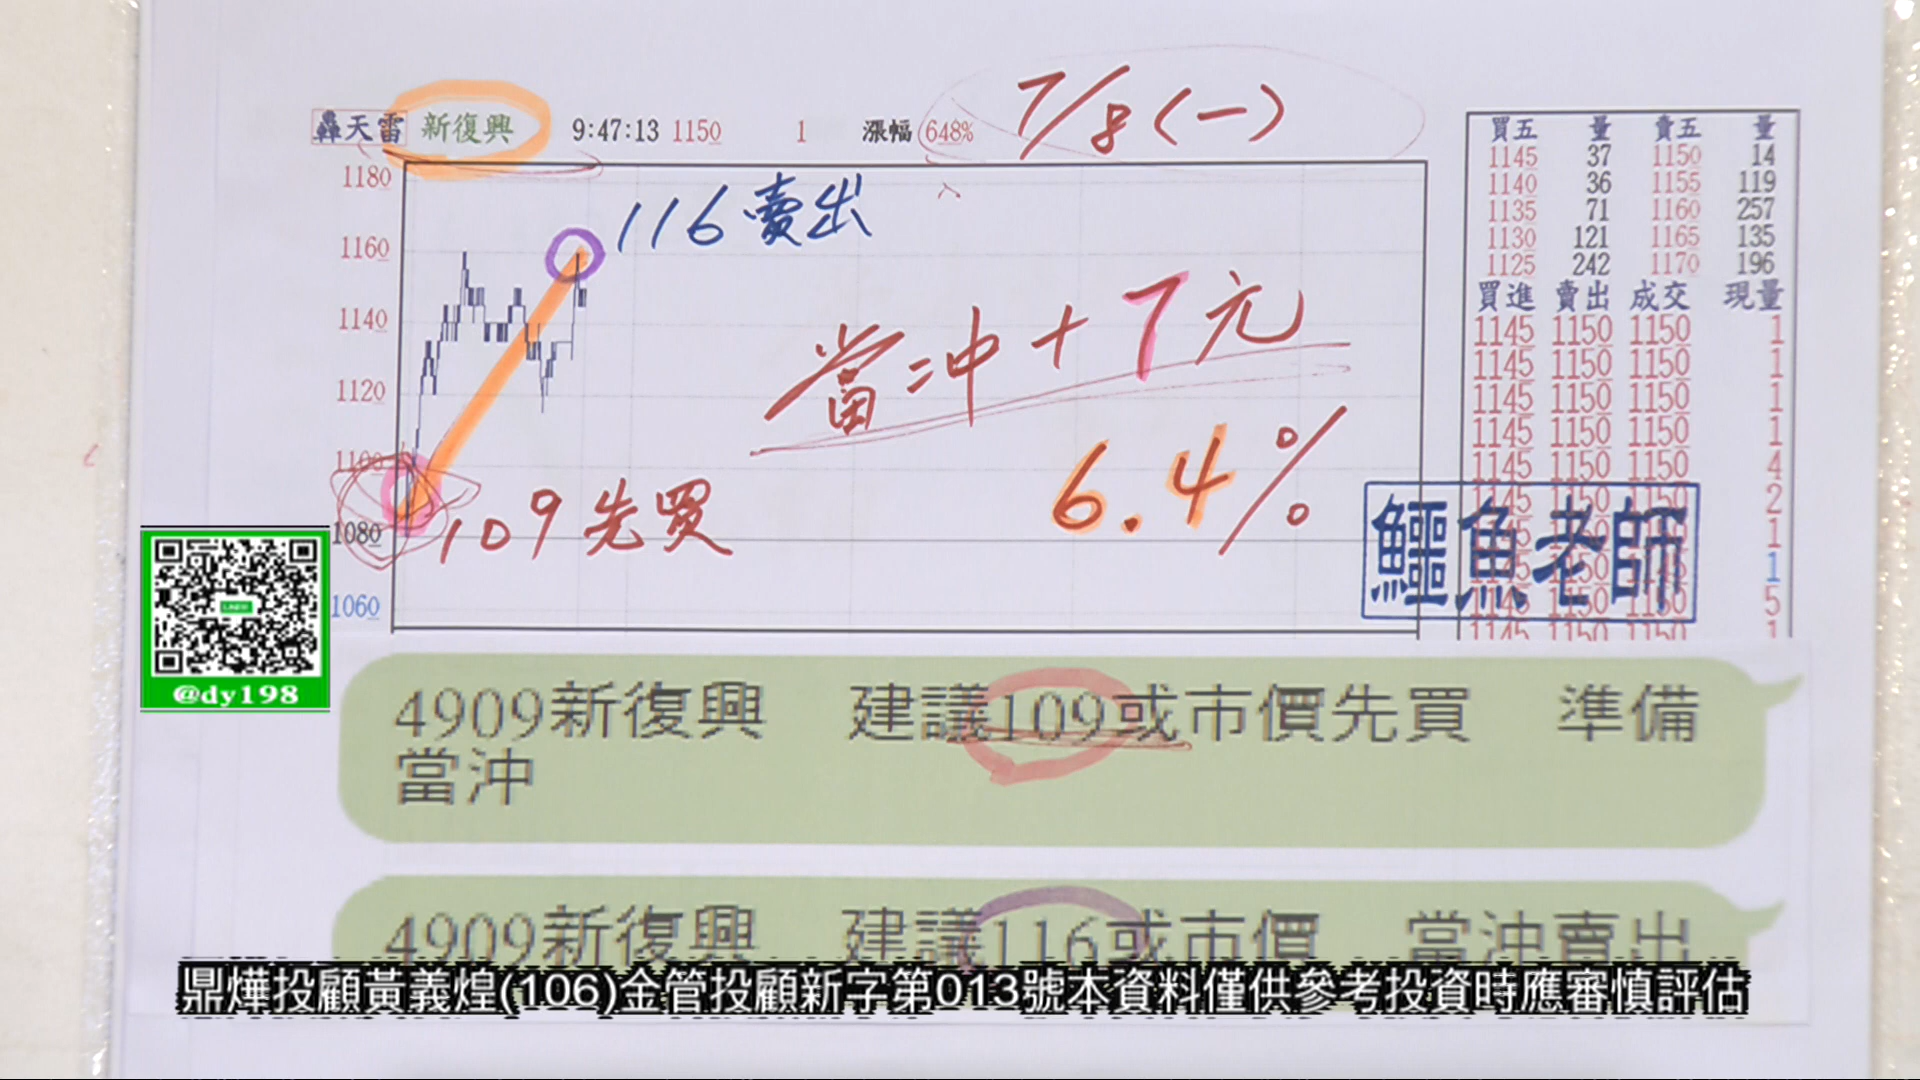 轟天雷 新復興 9:47:13 1150 1 漲幅 648% 7/8(一)
1180
1160
1140
1120
1100
1080
1060
116賣出
當沖+7元
6.4%
109先買
買五 量 賣五 量
1145 37 1150 14
1140 36 1155 119
1135 71 1160 257
1130 121 1165 135
1125 242 1170 196
買進 賣出 成交 現量
1145 1150 1150 1
1145 1150 1150 1
1145 1150 1150 1
1145 1150 1150 1
1145 1150 1150 4
1145 1150 1150 2
鱷魚老師
@dy198
4909新復興 建議109或市價先買 準備
當沖
4909新復興 建議116或市價 當沖賣出
鼎燁投顧黃義煌(106)金管投顧新字第013號本資料僅供參考投資時應審慎評估